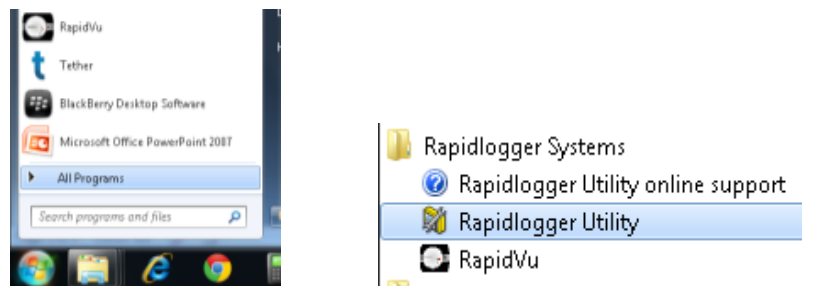 RapidVu
Tether
BlackBerry Desktop Software
Microsoft Office PowerPoint 2007
All Programs
Search programs and files
Rapidlogger Systems
Rapidlogger Utility online support
Rapidlogger Utility
RapidVu